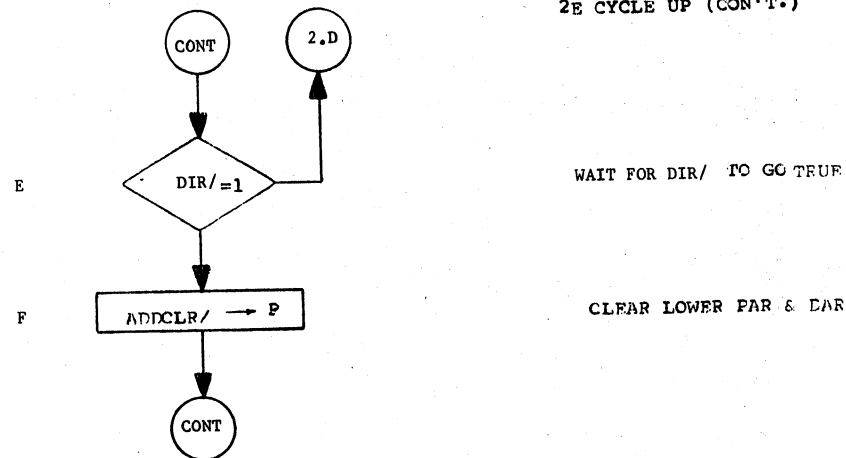 2E CYCLE UP (CON'T.)
CONT
2.D
E
DIR/=1
WAIT FOR DIR/ TO GO TRUE
F
ADDCLR/ → P
CLEAR LOWER PAR & DAR
CONT